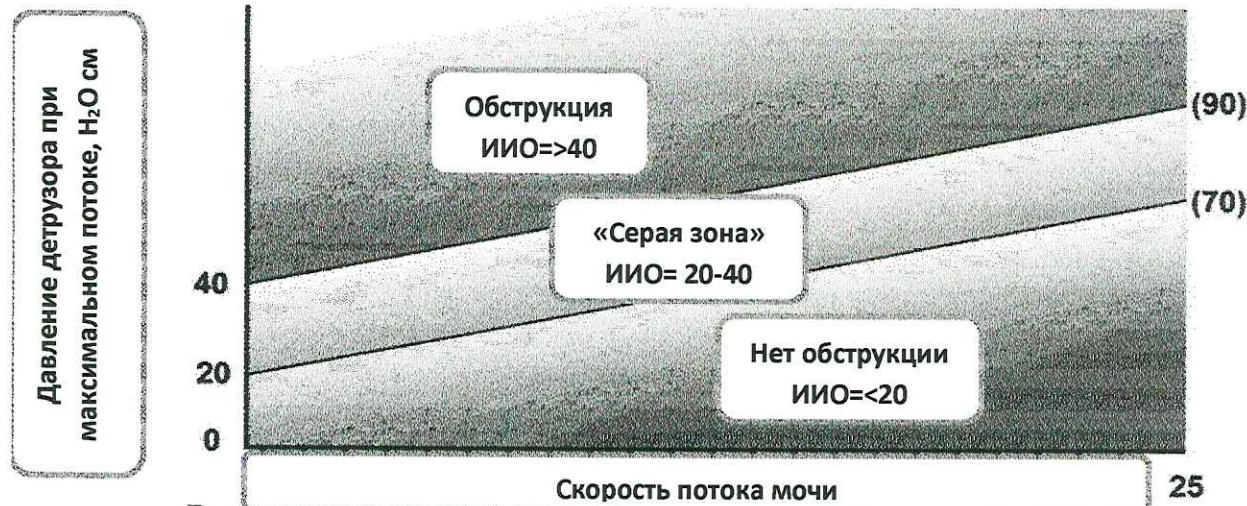 Давление детрузора при
максимальном потоке, H₂O см
Обструкция
ИИО=>40
(90)
«Серая зона»
ИИО= 20-40
(70)
40
Нет обструкции
ИИО=<20
20
0
Скорость потока мочи
25